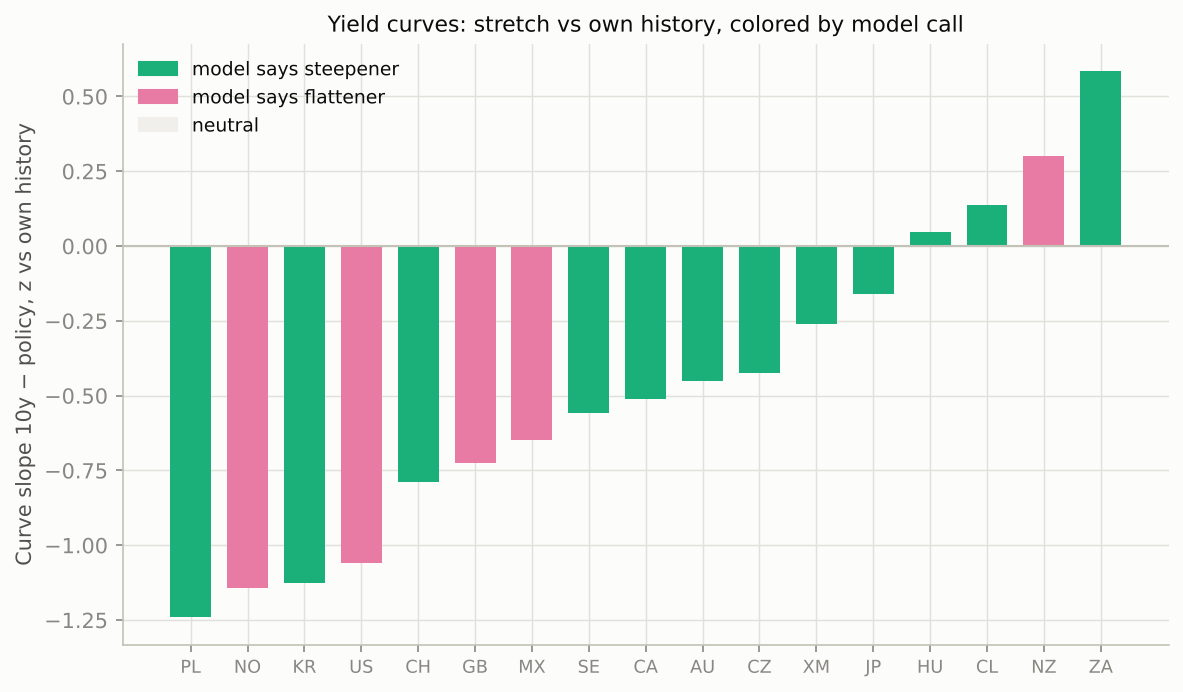 Yield curves: stretch vs own history, colored by model call
model says steepener
model says flattener
neutral
Curve slope 10y − policy, z vs own history
0.50
0.25
0.00
−0.25
−0.50
−0.75
−1.00
−1.25
PL NO KR US CH GB MX SE CA AU CZ XM JP HU CL NZ ZA